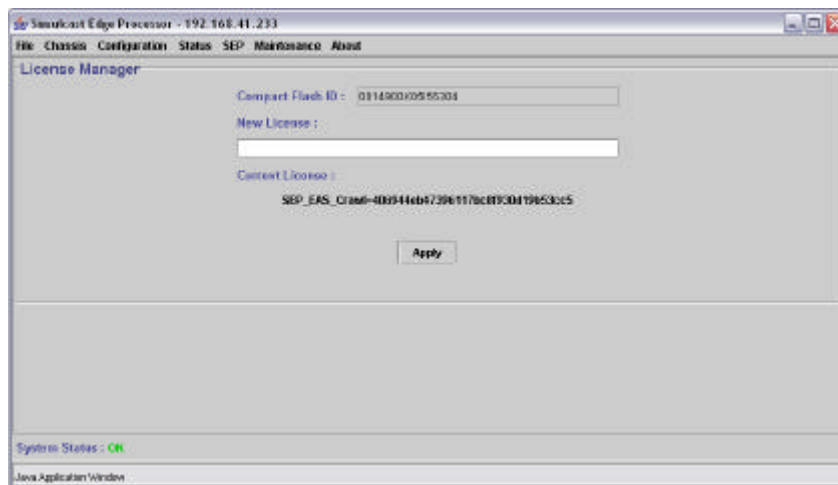 Simulcast Edge Processor - 192.168.41.233
File Chassis Configuration Status SEP Maintenance About
License Manager
Compact Flash ID :
New License :
Current License :
Apply
System Status : ON
Java Application Window